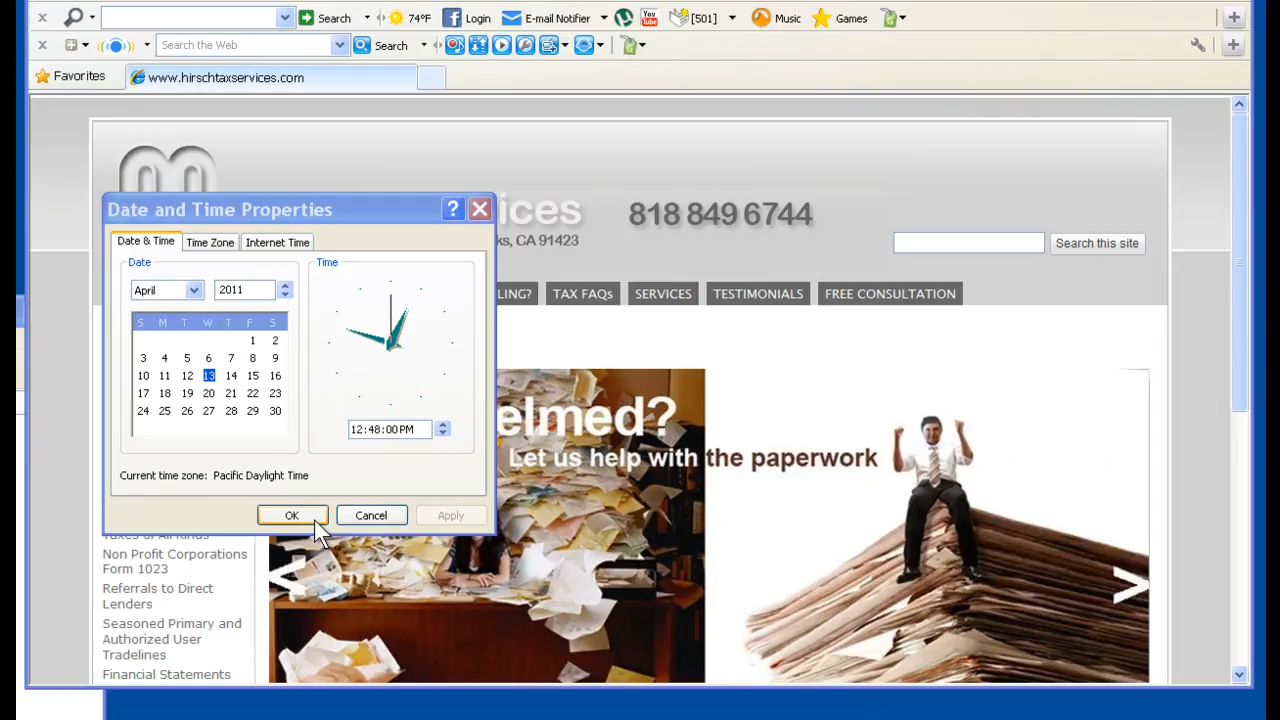 Search
74°F
Login
E-mail Notifier
You
[501]
Music
Games
Search the Web
Search
Favorites
www.hirschtaxservices.com
m
ices
818 849 6744
ks, CA 91423
Search this site
LING?
TAX FAQs
SERVICES
TESTIMONIALS
FREE CONSULTATION
Date and Time Properties
?
Date & Time
Time Zone
Internet Time
Date
Time
April
2011
S M T W T F S
1 2
3 4 5 6 7 8 9
10 11 12 13 14 15 16
17 18 19 20 21 22 23
24 25 26 27 28 29 30
12:48:00 PM
Current time zone: Pacific Daylight Time
OK
Cancel
Apply
elmed?
Let us help with the paperwork
Taxes of All Kinds
Non Profit Corporations
Form 1023
Referrals to Direct
Lenders
Seasoned Primary and
Authorized User
Tradelines
Financial Statements